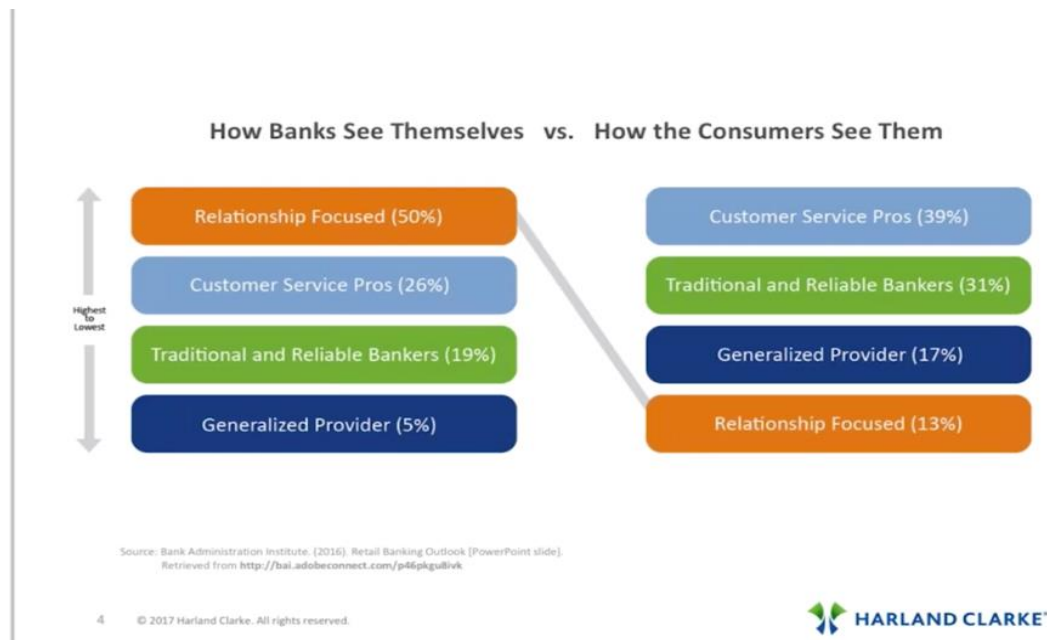 How Banks See Themselves vs. How the Consumers See Them
Highest
to
Lowest
Relationship Focused (50%)
Customer Service Pros (26%)
Traditional and Reliable Bankers (19%)
Generalized Provider (5%)
Customer Service Pros (39%)
Traditional and Reliable Bankers (31%)
Generalized Provider (17%)
Relationship Focused (13%)
Source: Bank Administration Institute. (2016). Retail Banking Outlook [PowerPoint slide].
Retrieved from http://bai.adobeconnect.com/p46pkgu8ivk
4 © 2017 Harland Clarke. All rights reserved.
HARLAND CLARKE